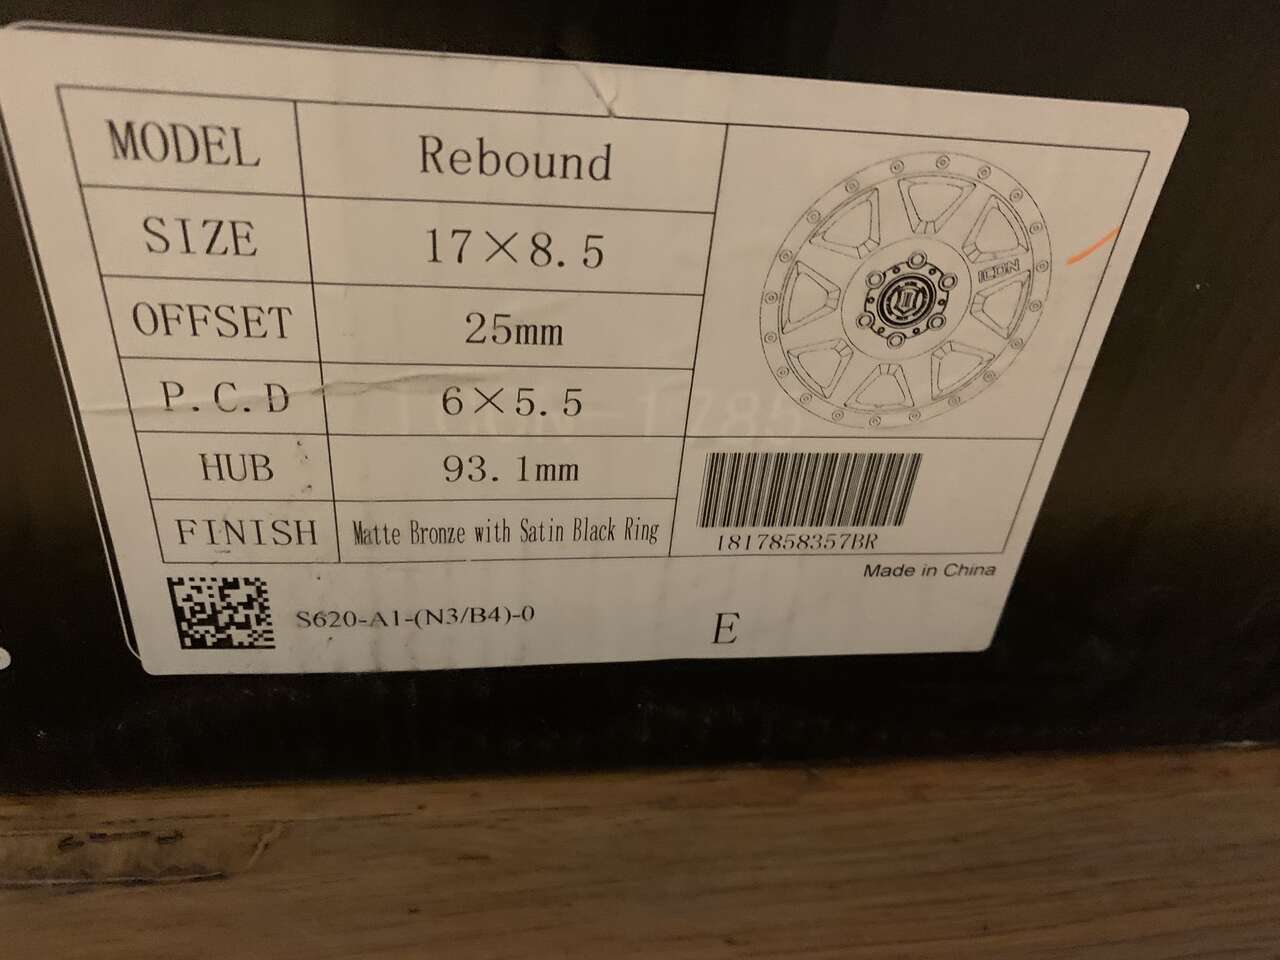 MODEL Rebound
SIZE 17×8.5
OFFSET 25mm
P.C.D 6×5.5
HUB 93.1mm
FINISH Matte Bronze with Satin Black Ring
ICON
1817858357BR
Made in China
S620-A1-(N3/B4)-0
E